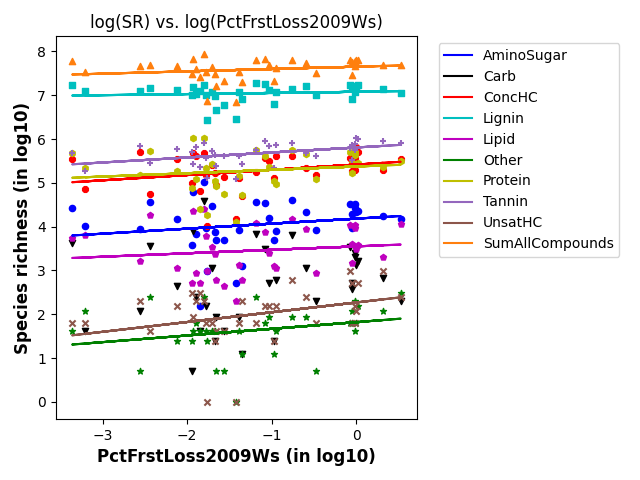 log(SR) vs. log(PctFrstLoss2009Ws)
Species richness (in log10)
8
7
6
5
4
3
2
1
0
−3
−2
−1
0
PctFrstLoss2009Ws (in log10)
AminoSugar
Carb
ConcHC
Lignin
Lipid
Other
Protein
Tannin
UnsatHC
SumAllCompounds